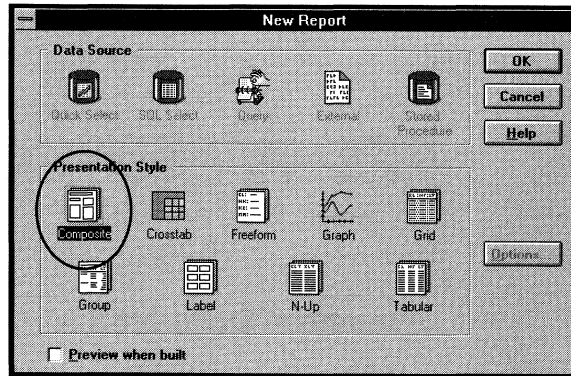 New Report
Data Source
OK
Quick Select SQL Select Query External Stored Procedure
Cancel
Help
Presentation Style
Composite Crosstab Freeform Graph Grid
Options...
Group Label N-Up Tabular
Preview when built